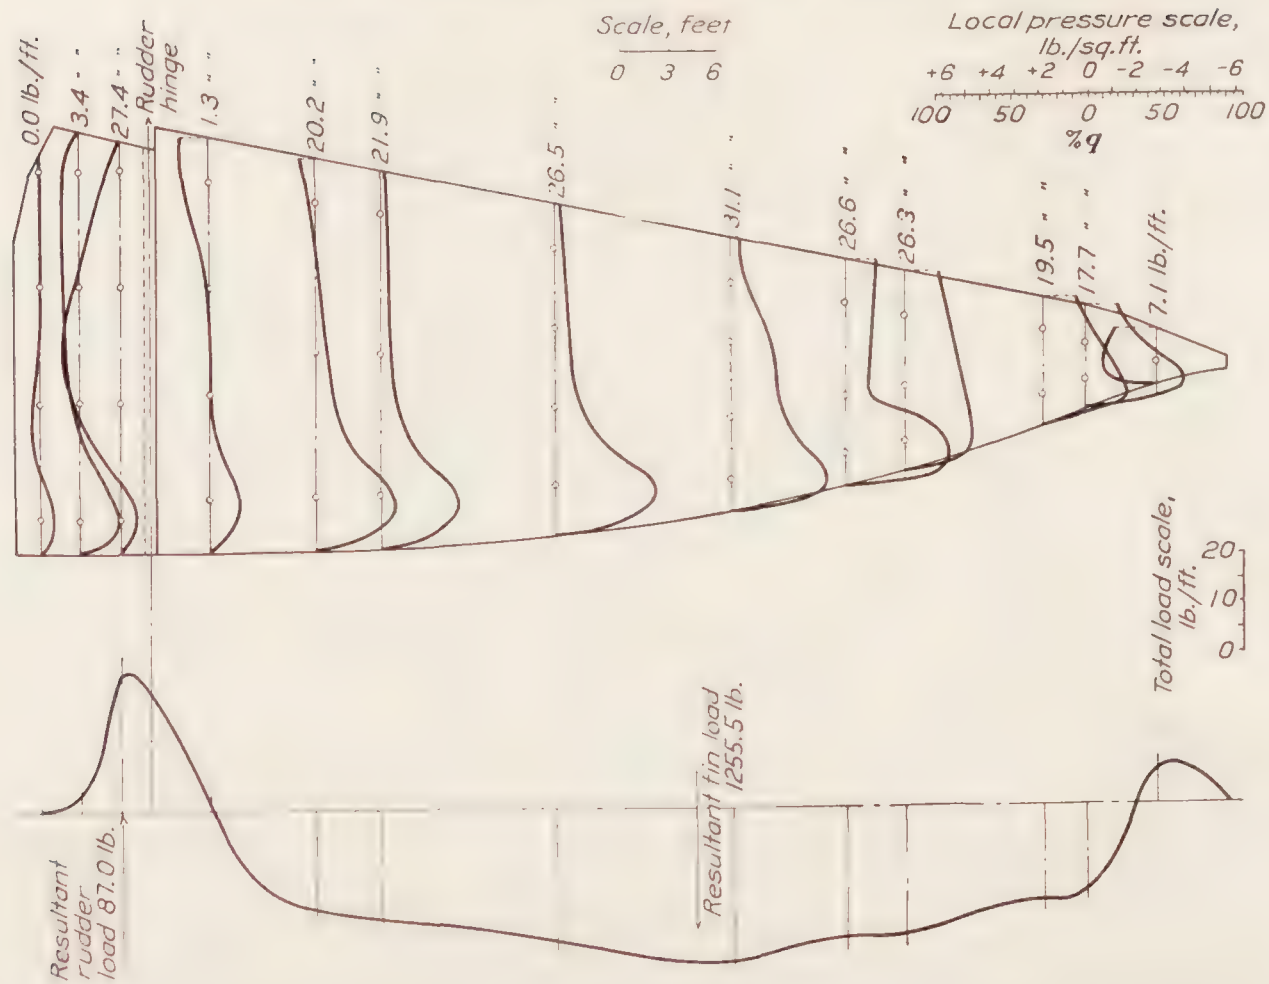 Scale, feet
0 3 6
Local pressure scale,
lb./sq.ft.
+6 +4 +2 0 -2 -4 -6
100 50 0 50 100
%q
0.0 lb./ft.
3.4 " "
27.4 " "
Rudder
hinge
1.3 " "
20.2 " "
21.9 " "
26.5 " "
31.1 " "
26.6 " "
26.3 " "
19.5 " "
17.7 " "
7.1 lb./ft.
Total load scale,
lb./ft.
20
10
0
Resultant
rudder
load 87.0 lb.
Resultant fin load
1255.5 lb.